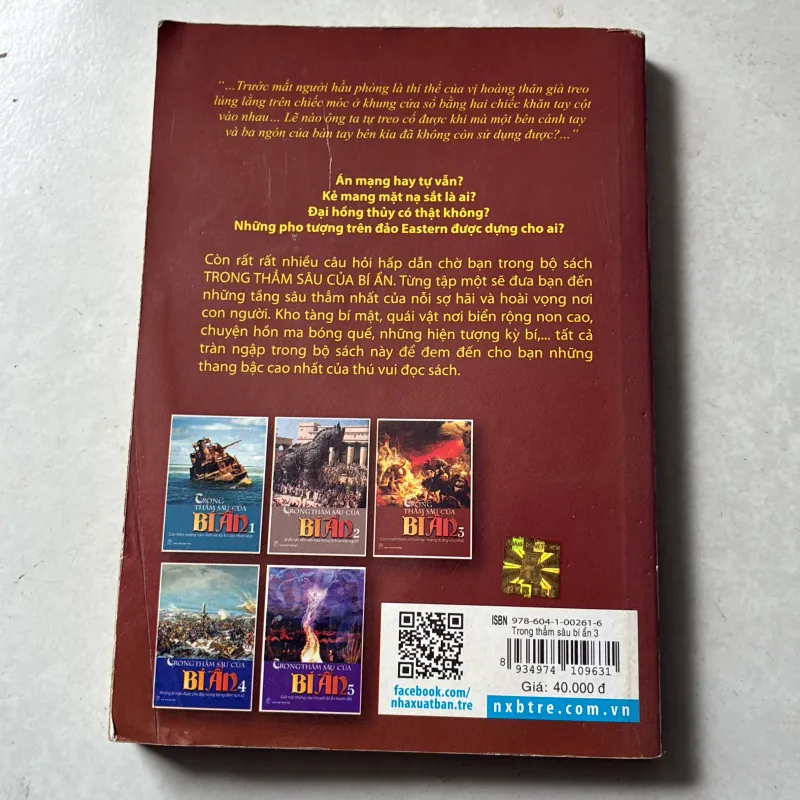 “...Trước mắt người hầu phòng là thi thể của vị hoàng thân già treo
lủng lẳng trên chiếc móc ở khung cửa sổ bằng hai chiếc khăn tay cột
vào nhau... Lẽ nào ông ta tự treo cổ được khi mà một bên cánh tay
và ba ngón của bàn tay bên kia đã không còn sử dụng được?...“
Án mạng hay tự vẫn?
Kẻ mang mặt nạ sắt là ai?
Đại hồng thủy có thật không?
Những pho tượng trên đảo Eastern được dựng cho ai?
Còn rất rất nhiều câu hỏi hấp dẫn chờ bạn trong bộ sách
TRONG THẲM SÂU CỦA BÍ ẨN. Từng tập một sẽ đưa bạn đến
những tầng sâu thẳm nhất của nỗi sợ hãi và hoài vọng nơi
con người. Kho tàng bí mật, quái vật nơi biển rộng non cao,
chuyện hồn ma bóng quế, những hiện tượng kỳ bí,... tất cả
tràn ngập trong bộ sách này để đem đến cho bạn những
thang bậc cao nhất của thú vui đọc sách.
TRONG
THẲM SÂU CỦA
BÍ ẨN 1
TRONG THẲM SÂU CỦA
BÍ ẨN 2
TRONG
THẲM SÂU CỦA
BÍ ẨN 3
TRONG THẲM SÂU CỦA
BÍ ẨN 4
TRONG THẲM SÂU CỦA
BÍ ẨN 5
NXB TRE
facebook.com/
nhaxuatban.tre
ISBN 978-604-1-00261-6
Trong thẳm sâu bí ẩn 3
8 934974 109631
Giá: 40.000 đ
nxbtre.com.vn